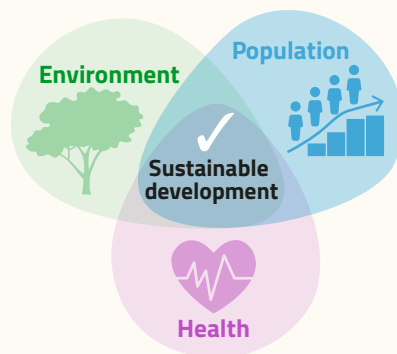 Population
Environment
Sustainable
development
Health